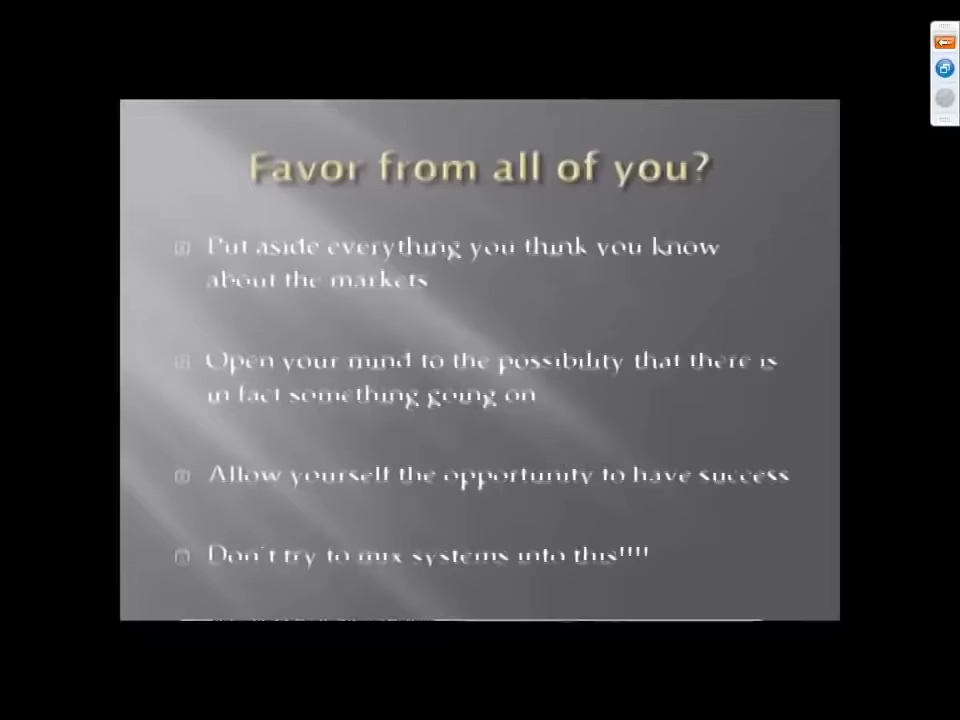 Favor from all of you?
Put aside everything you think you know
about the markets
Open your mind to the possibility that there is
in fact something going on
Allow yourself the opportunity to have success
Don't try to mix systems into this!!!!